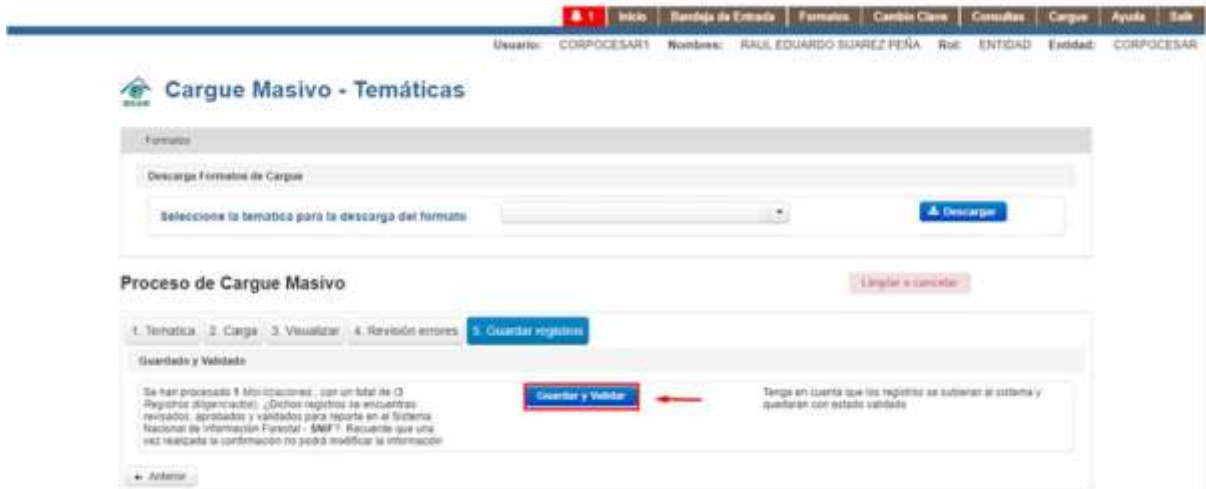 1 Inicio Bandeja de Entrada Formatos Cambio Clave Consultas Cargue Ayuda Salir
Usuario: CORPOCESAR1 Nombres: RAUL EDUARDO SUAREZ PEÑA Rol: ENTIDAD Entidad: CORPOCESAR
Cargue Masivo - Temáticas
Formatos
Descarga Formatos de Cargue
Seleccione la tematica para la descarga del formato
Descargar
Proceso de Cargue Masivo
Limpiar o cancelar
1. Tematica 2. Carga 3. Visualizar 4. Revisión errores 5. Guardar registros
Guardado y Validado
Se han procesado 1 Movilizaciones , con un total de (3
Registros diligenciados). ¿Dichos registros se encuentras
revisados, aprobados y validados para reporte en el Sistema
Nacional de Información Forestal - SNIF?. Recuerde que una
vez realizada la confirmación no podrá modificar la información
Guardar y Validar
Tenga en cuenta que los registros se subieran al sistema y
quedaran con estado validado
Anterior